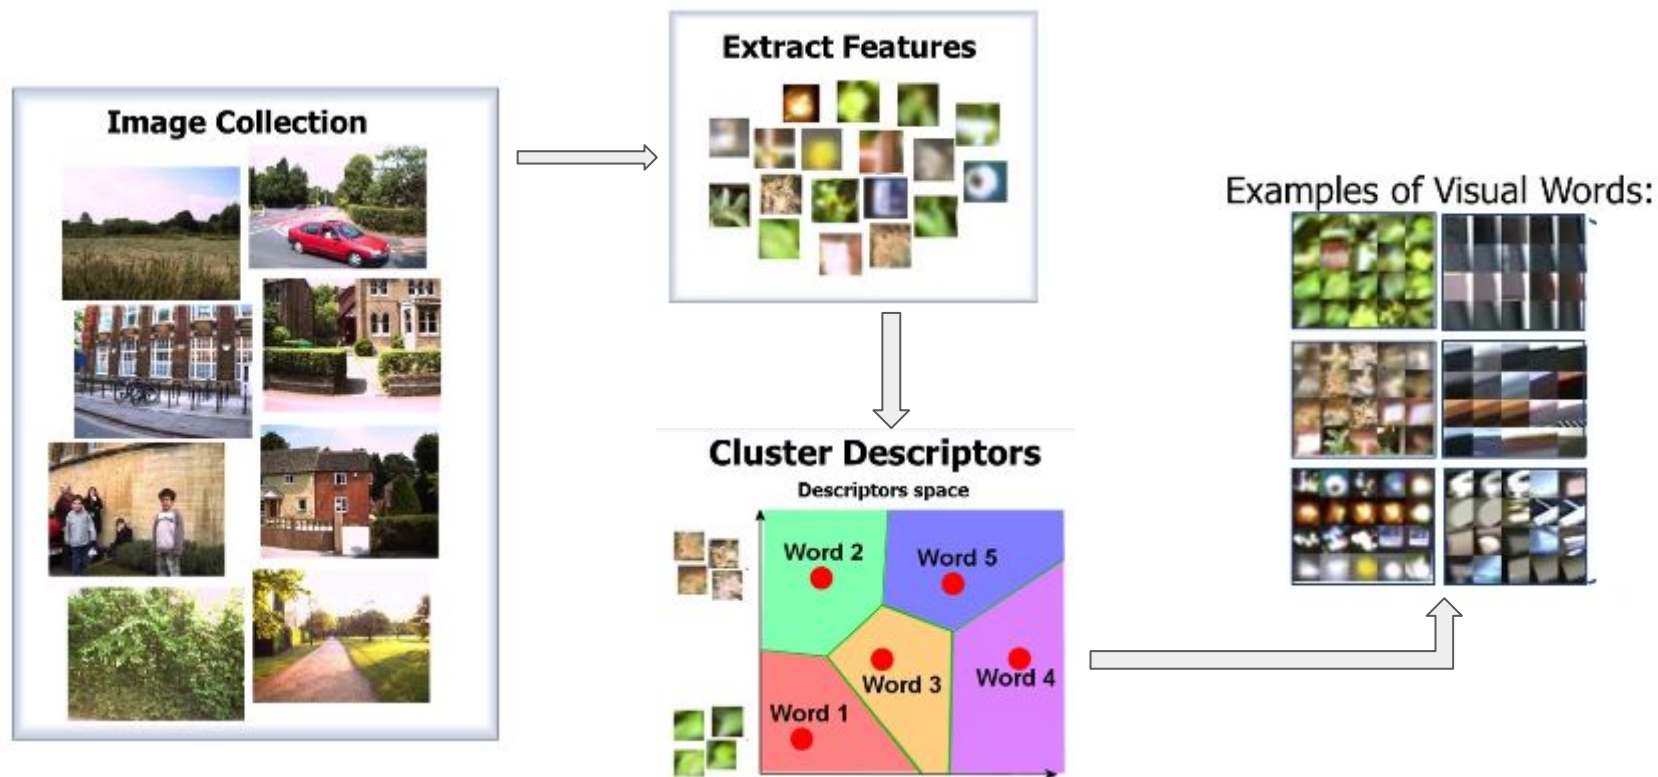 Image Collection
Extract Features
Cluster Descriptors
Descriptors space
Word 2
Word 5
Word 3
Word 4
Word 1
Examples of Visual Words: